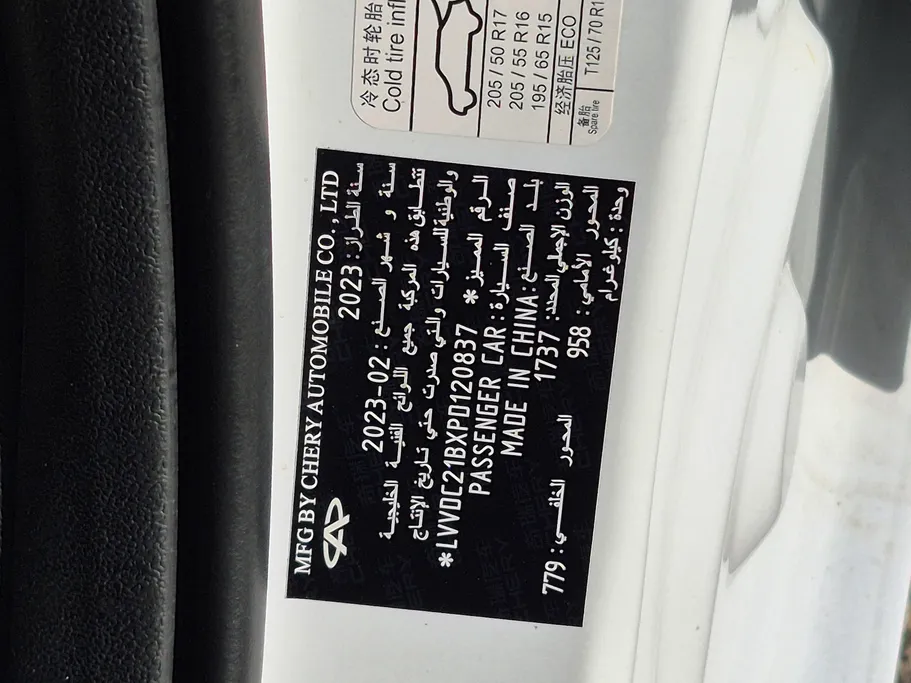 冷态时轮胎
Cold tire infl
205 / 50 R17
205 / 55 R16
195 / 65 R15
经济胎压 ECO
备胎
Spare tire
T125 / 70 R1
MFG BY CHERY AUTOMOBILE CO. , LTD
سنة الطراز : 2023
سنة و شهر الصنع : 2023-02
تتطابق هذه المركبة جميع اللوائح الفنية الخليجية
والوطنية للسيارات والتي صدرت حتي تاريخ الإنتاج
الرقم المميز * LVVDC21BXPD120837*
صنف السيارة : PASSENGER CAR
بلد الصنع : MADE IN CHINA
الوزن الإجمالي المحدد : 1737
المحور الأمامي : 958 المحور الخلفي : 779
وحدة : كيلوغرام